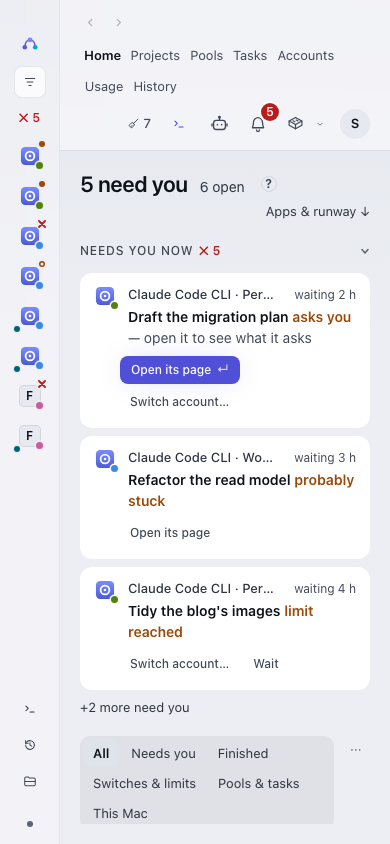 Home Projects Pools Tasks Accounts
Usage History
× 5
7
5
S
5 need you 6 open ?
Apps & runway ↓
NEEDS YOU NOW × 5
Claude Code CLI · Per... waiting 2 h
Draft the migration plan asks you
— open it to see what it asks
Open its page ↵
Switch account...
Claude Code CLI · Wo... waiting 3 h
Refactor the read model probably
stuck
Open its page
Claude Code CLI · Per... waiting 4 h
Tidy the blog's images limit
reached
Switch account... Wait
+2 more need you
All Needs you Finished ...
Switches & limits Pools & tasks
This Mac
F
F